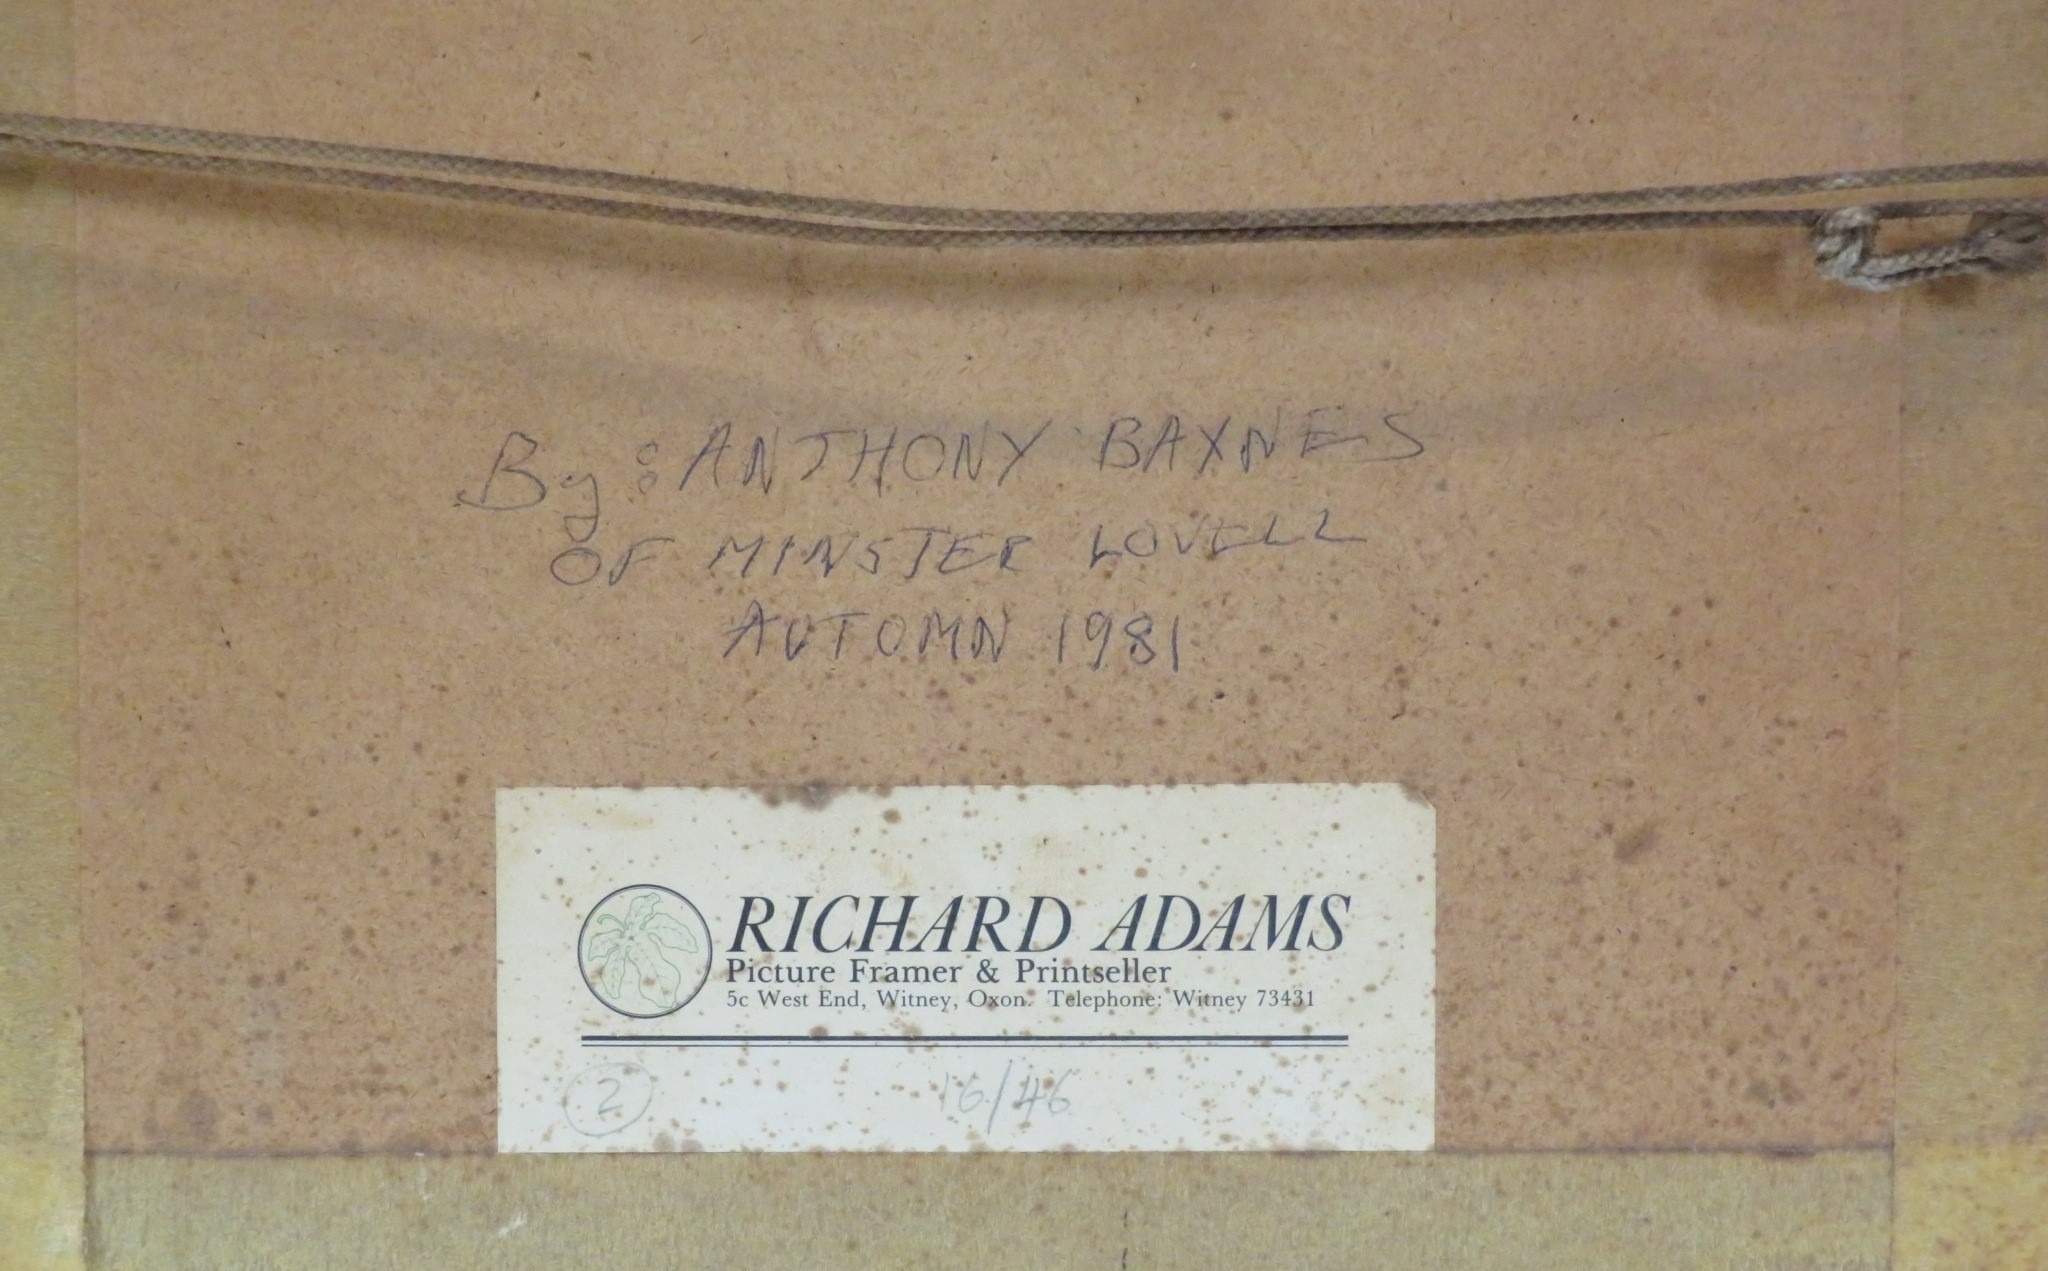 By: ANTHONY BAXNES
OF MINSTER LOVELL
AUTOMN 1981
RICHARD ADAMS
Picture Framer & Printseller
5c West End, Witney, Oxon. Telephone: Witney 73431
2 16/46